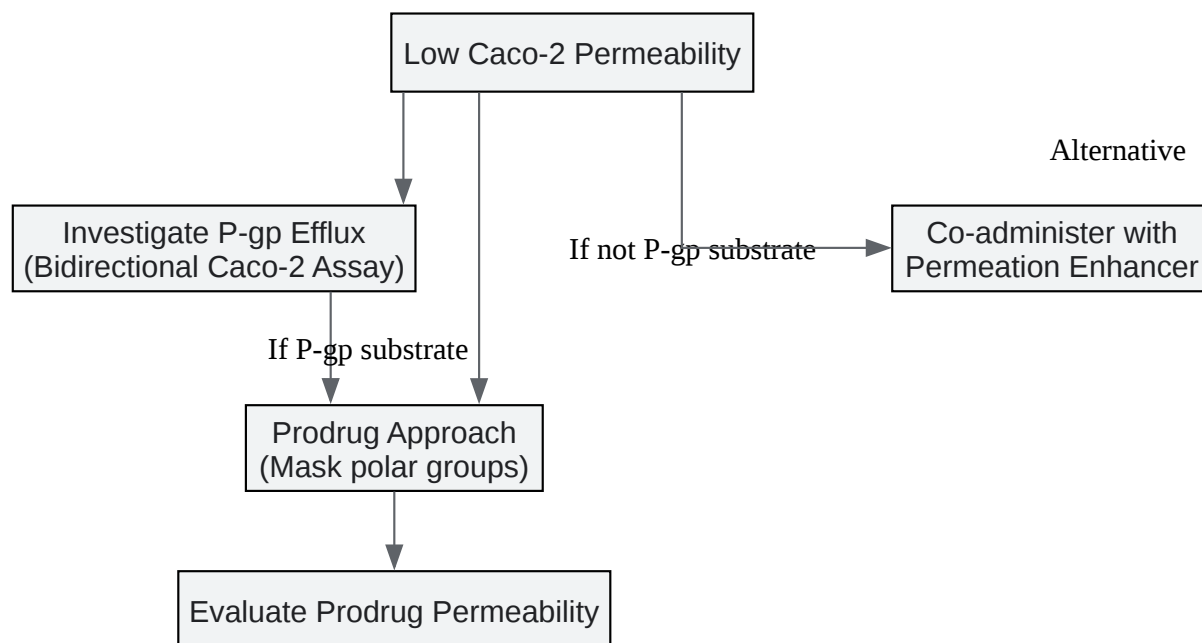 Low Caco-2 Permeability
Alternative
Investigate P-gp Efflux
(Bidirectional Caco-2 Assay)
If not P-gp substrate
Co-administer with
Permeation Enhancer
If P-gp substrate
Prodrug Approach
(Mask polar groups)
Evaluate Prodrug Permeability